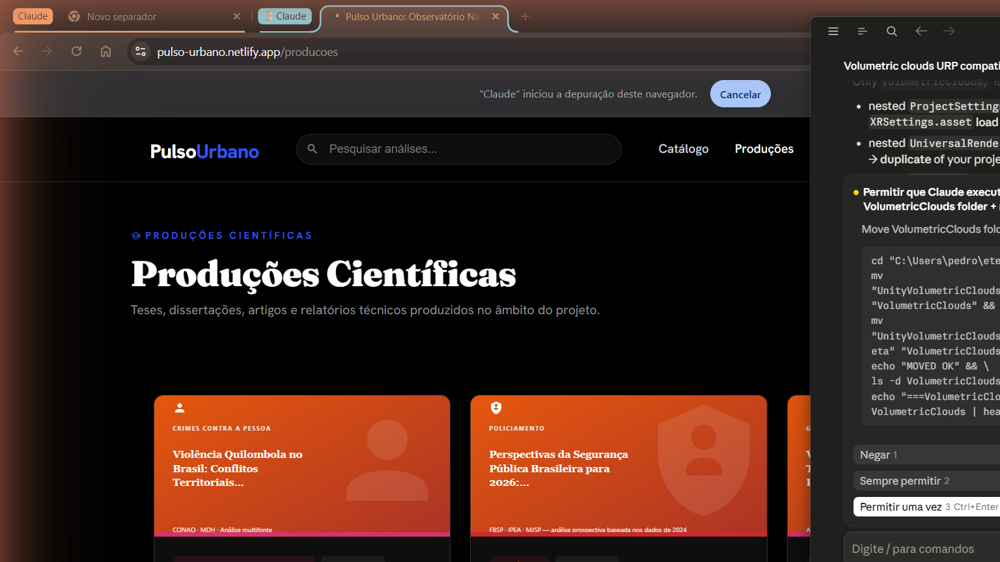 Claude
Novo separador
Claude
Pulso Urbano: Observatório Na
pulso-urbano.netlify.app/producoes
"Claude" iniciou a depuração deste navegador.
Cancelar
PulsoUrbano
Pesquisar análises...
Catálogo
Produções
PRODUÇÕES CIENTÍFICAS
Produções Científicas
Teses, dissertações, artigos e relatórios técnicos produzidos no âmbito do projeto.
CRIMES CONTRA A PESSOA
Violência Quilombola no
Brasil: Conflitos
Territoriais...
CONAQ · MDH · Análise multifonte
POLICIAMENTO
Perspectivas da Segurança
Pública Brasileira para
2026:...
FBSP · IPEA · MJSP — análise prospectiva baseada nos dados de 2024
Volumetric clouds URP compati
Only VolumetricClouds/ is
• nested ProjectSettings
XRSettings.asset load
• nested UniversalRende
→ duplicate of your proje
Permitir que Claude execut
VolumetricClouds folder +
Move VolumetricClouds fold
cd "C:\Users\pedro\ete
mv
"UnityVolumetricClouds
"VolumetricClouds" &&
mv
"UnityVolumetricClouds
eta" "VolumetricClouds
echo "MOVED OK" && \
ls -d VolumetricClouds
echo "===VolumetricClo
VolumetricClouds | hea
Negar 1
Sempre permitir 2
Permitir uma vez 3 Ctrl+Enter
Digite / para comandos